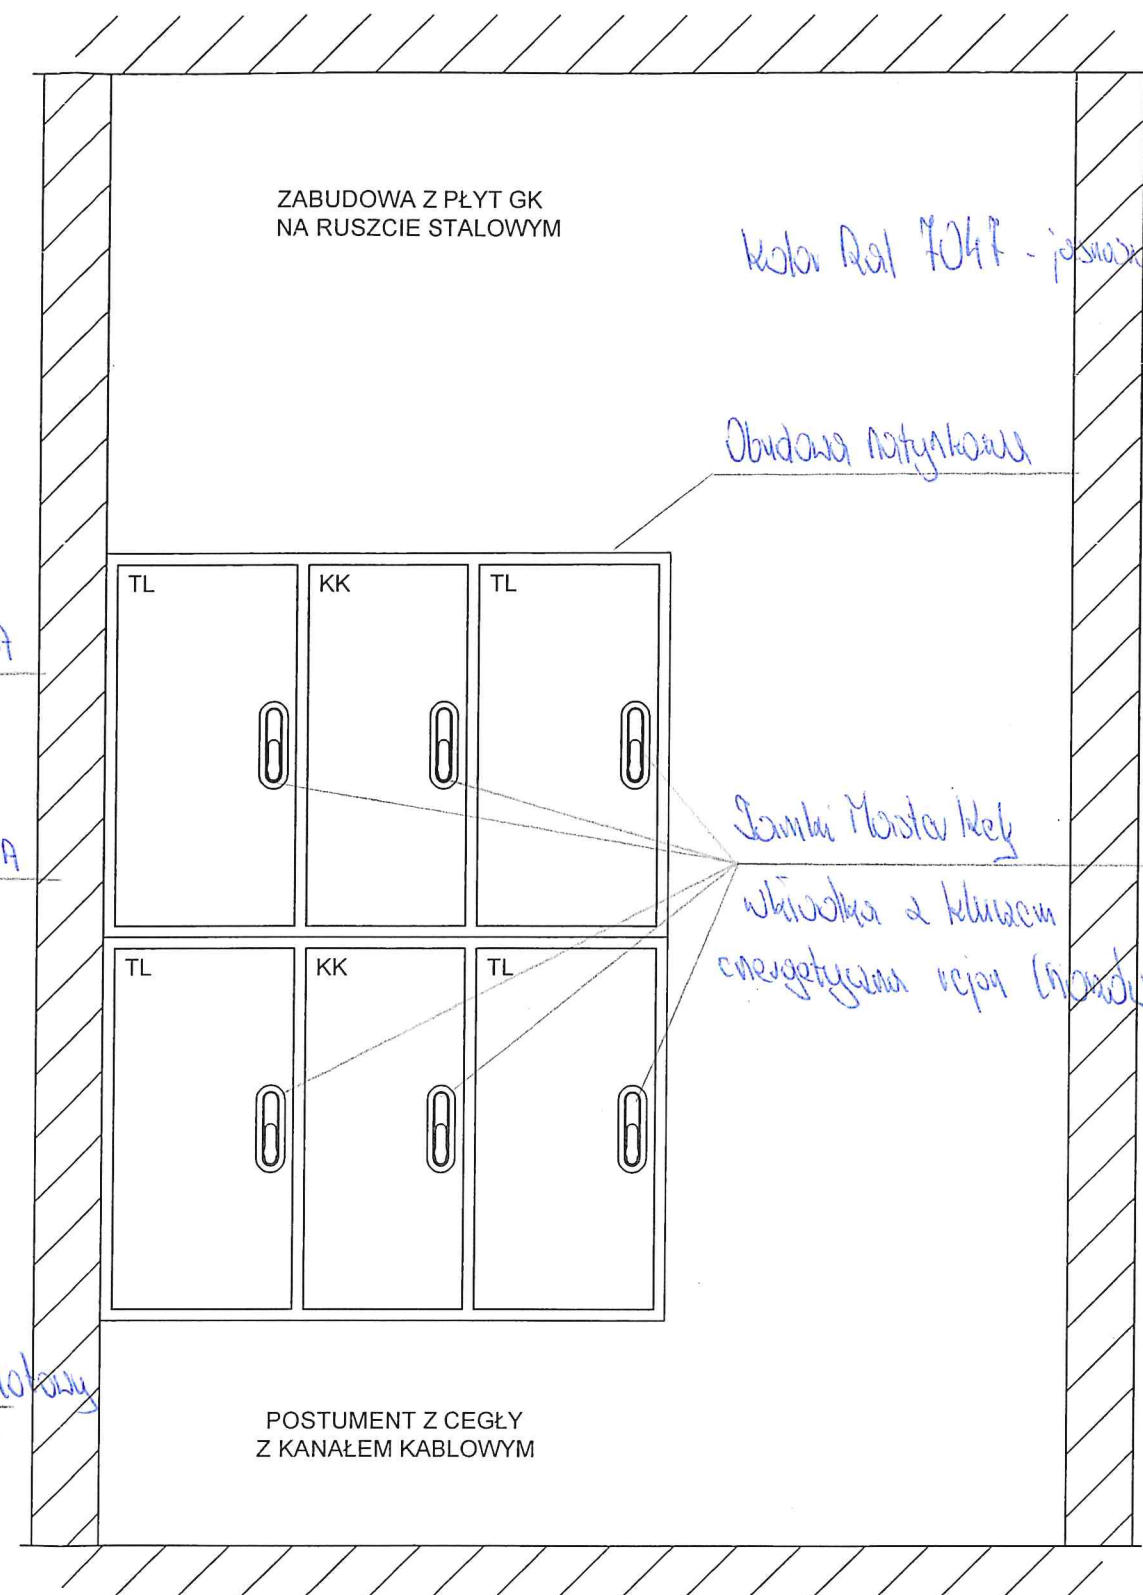 ZABUDOWA Z PŁYT GK
NA RUSZCIE STALOWYM
Kolor Ral 7047 -
Obudowa natynkowa
TL KK TL
A
Zamki Master Key
wkładka z kluczem
energetyczna rejon
TL KK TL
POSTUMENT Z CEGŁY
Z KANAŁEM KABLOWYM